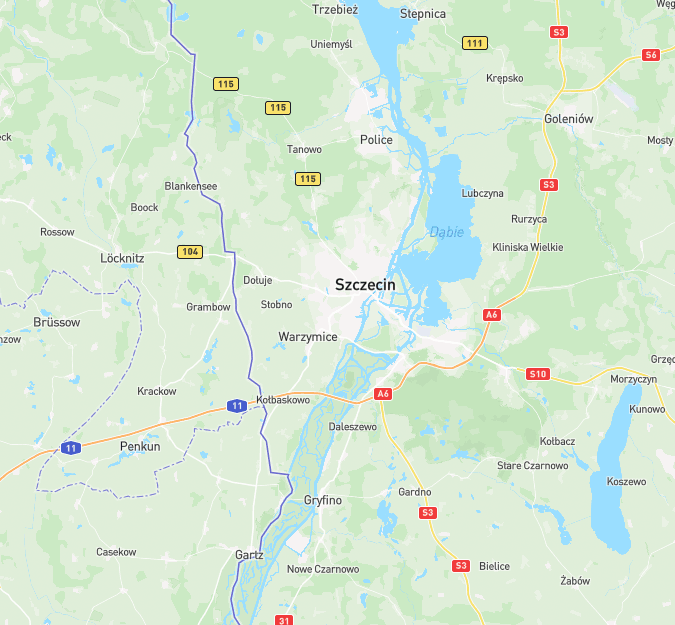 Trzebież
Stepnica
Węg
S3
Uniemyśl
111
S6
Krępsko
115
115
Goleniów
eck
Police
Mosty
Tanowo
115
S3
Blankensee
Lubczyna
Boock
Rurzyca
Rossow
Dąbie
104
Kliniska Wielkie
Löcknitz
Dołuje
Szczecin
Grambow
Stobno
A6
Brüssow
Warzymice
nzow
Grzę
S10
Morzyczyn
Krackow
A6
Kołbaskowo
11
Kunowo
Daleszewo
Penkun
11
Kołbacz
Stare Czarnowo
Koszewo
Gardno
Gryfino
S3
Casekow
Gartz
Nowe Czarnowo
S3
Bielice
Żabów
31